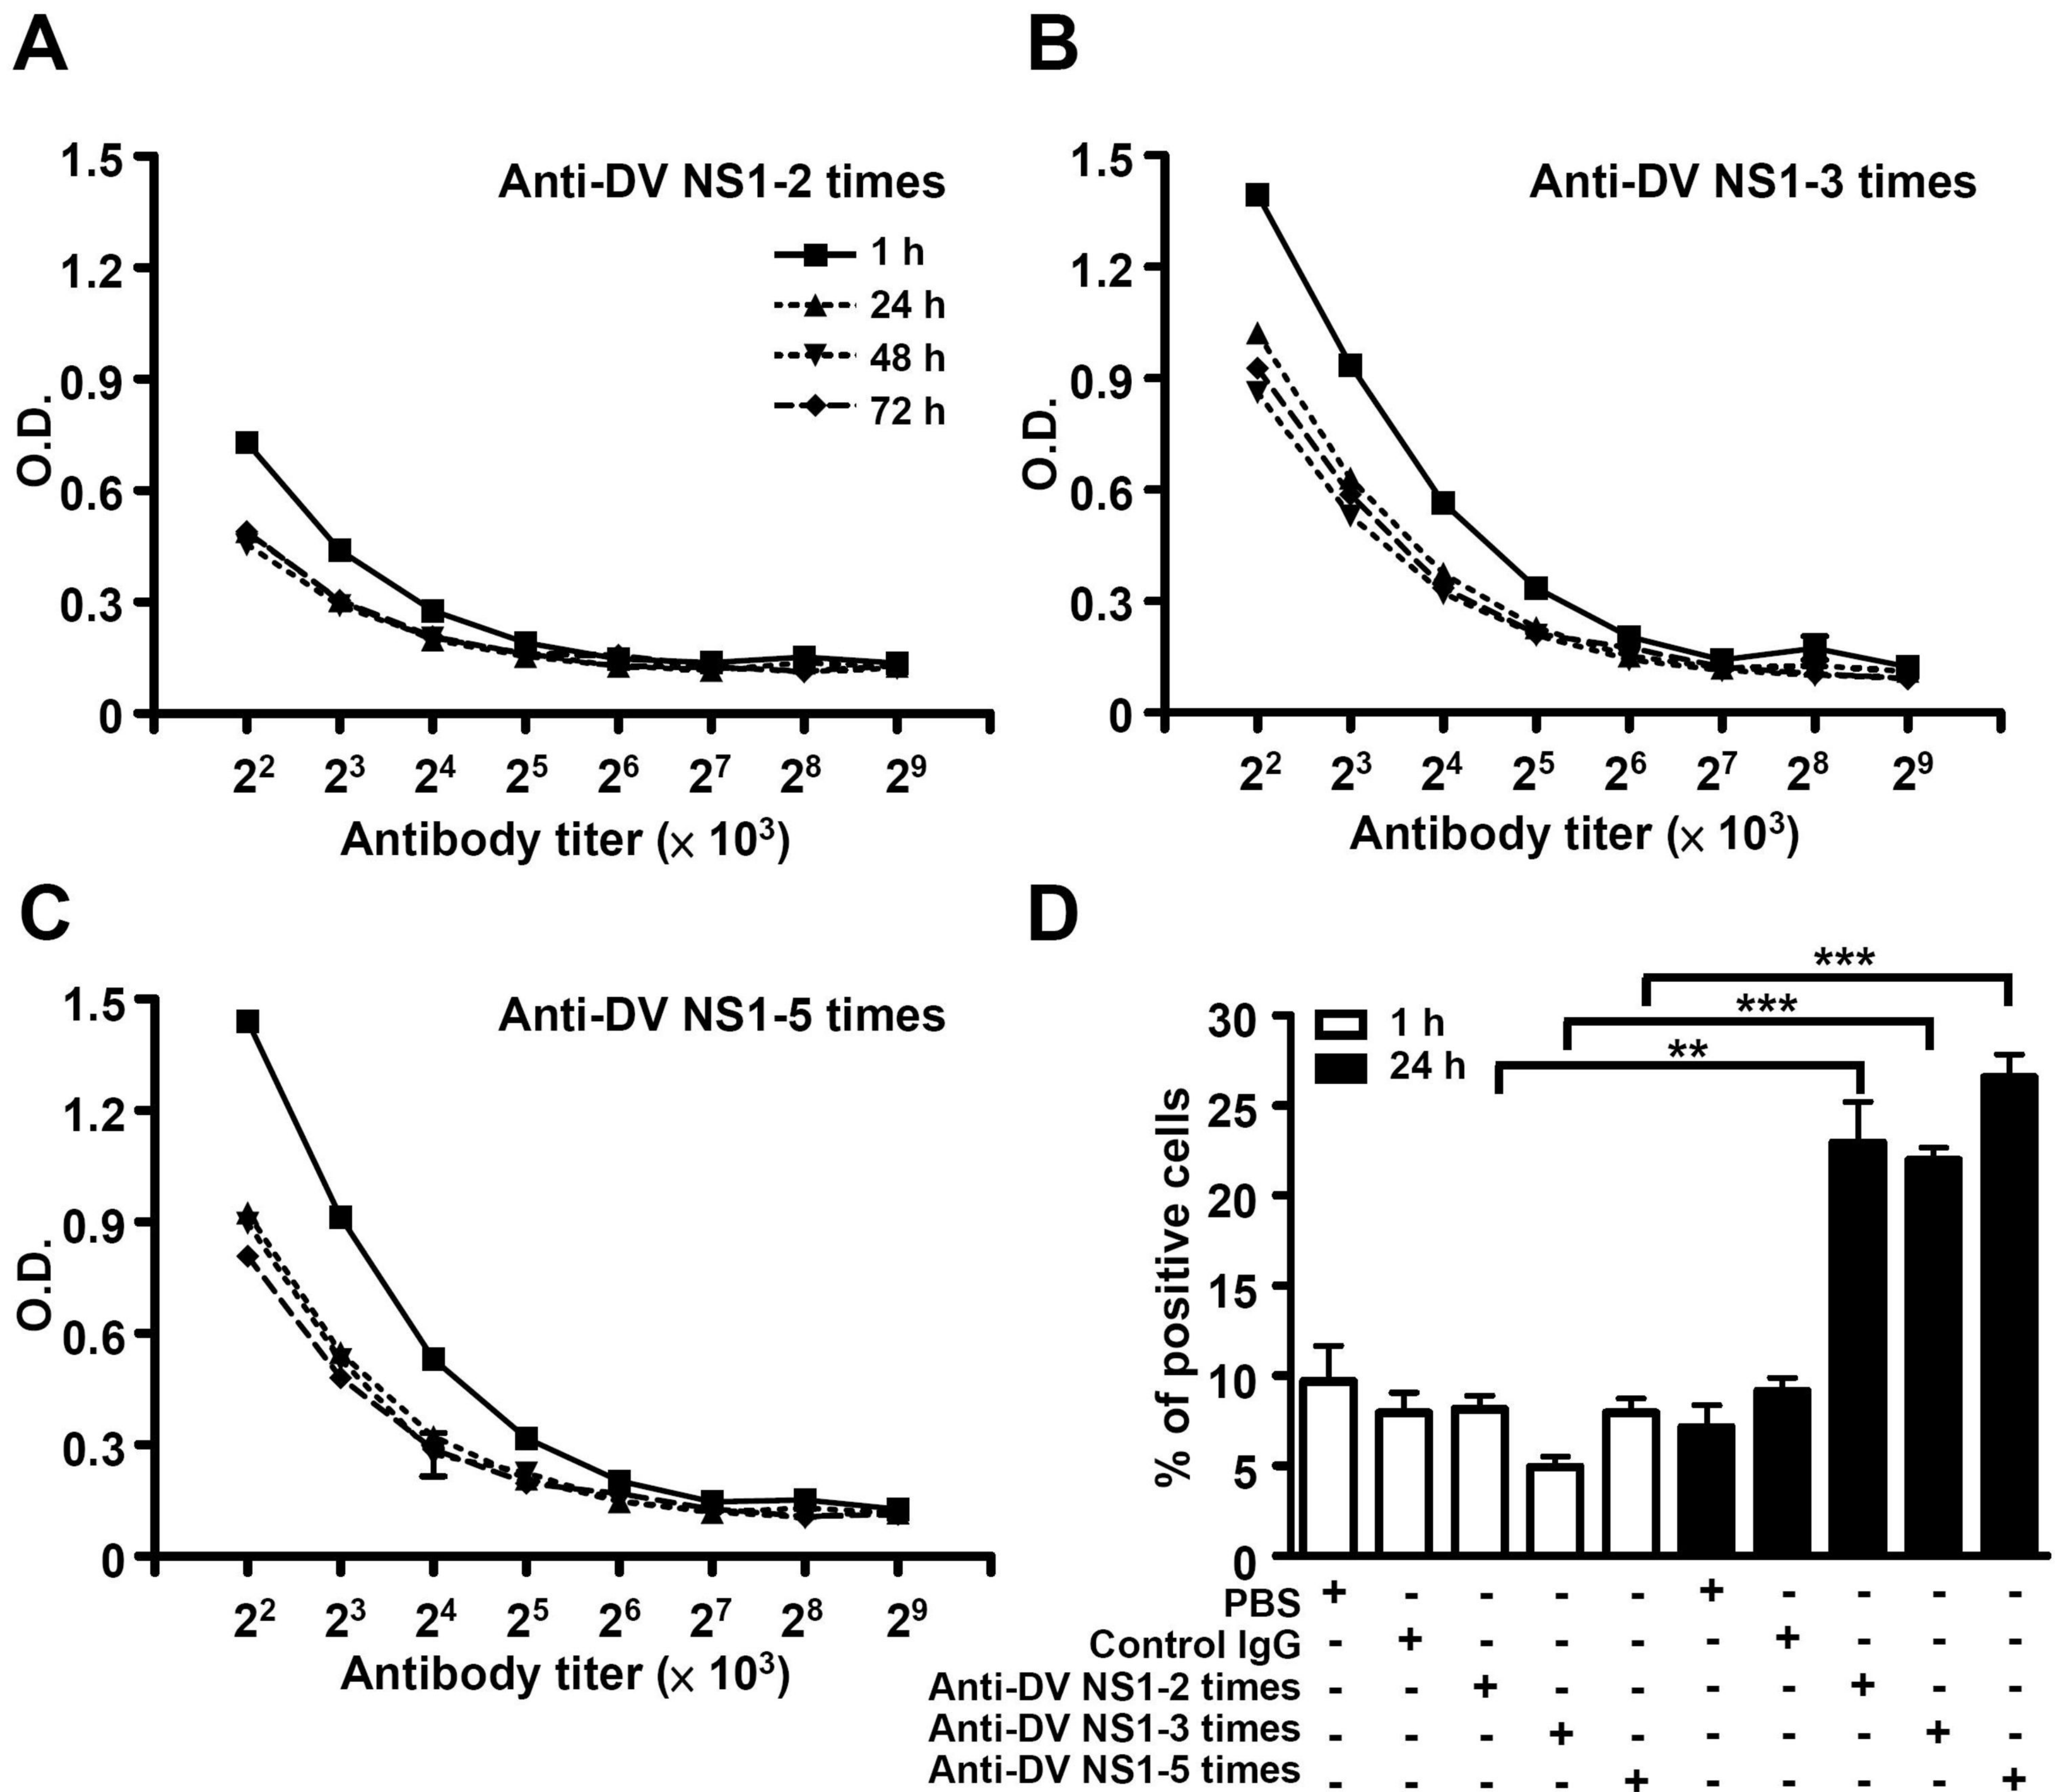 A
1.5
1.2
0.9
0.6
0.3
0
O.D.
Anti-DV NS1-2 times
1 h
24 h
48 h
72 h
2² 2³ 2⁴ 2⁵ 2⁶ 2⁷ 2⁸ 2⁹
Antibody titer (× 10³)
B
1.5
1.2
0.9
0.6
0.3
0
O.D.
Anti-DV NS1-3 times
2² 2³ 2⁴ 2⁵ 2⁶ 2⁷ 2⁸ 2⁹
Antibody titer (× 10³)
C
1.5
1.2
0.9
0.6
0.3
0
O.D.
Anti-DV NS1-5 times
2² 2³ 2⁴ 2⁵ 2⁶ 2⁷ 2⁸ 2⁹
Antibody titer (× 10³)
D
***
***
**
30
25
20
15
10
5
0
% of positive cells
1 h
24 h
PBS + - - - - + - - - -
Control IgG - + - - - - + - - -
Anti-DV NS1-2 times - - + - - - - + - -
Anti-DV NS1-3 times - - - + - - - - + -
Anti-DV NS1-5 times - - - - + - - - - +